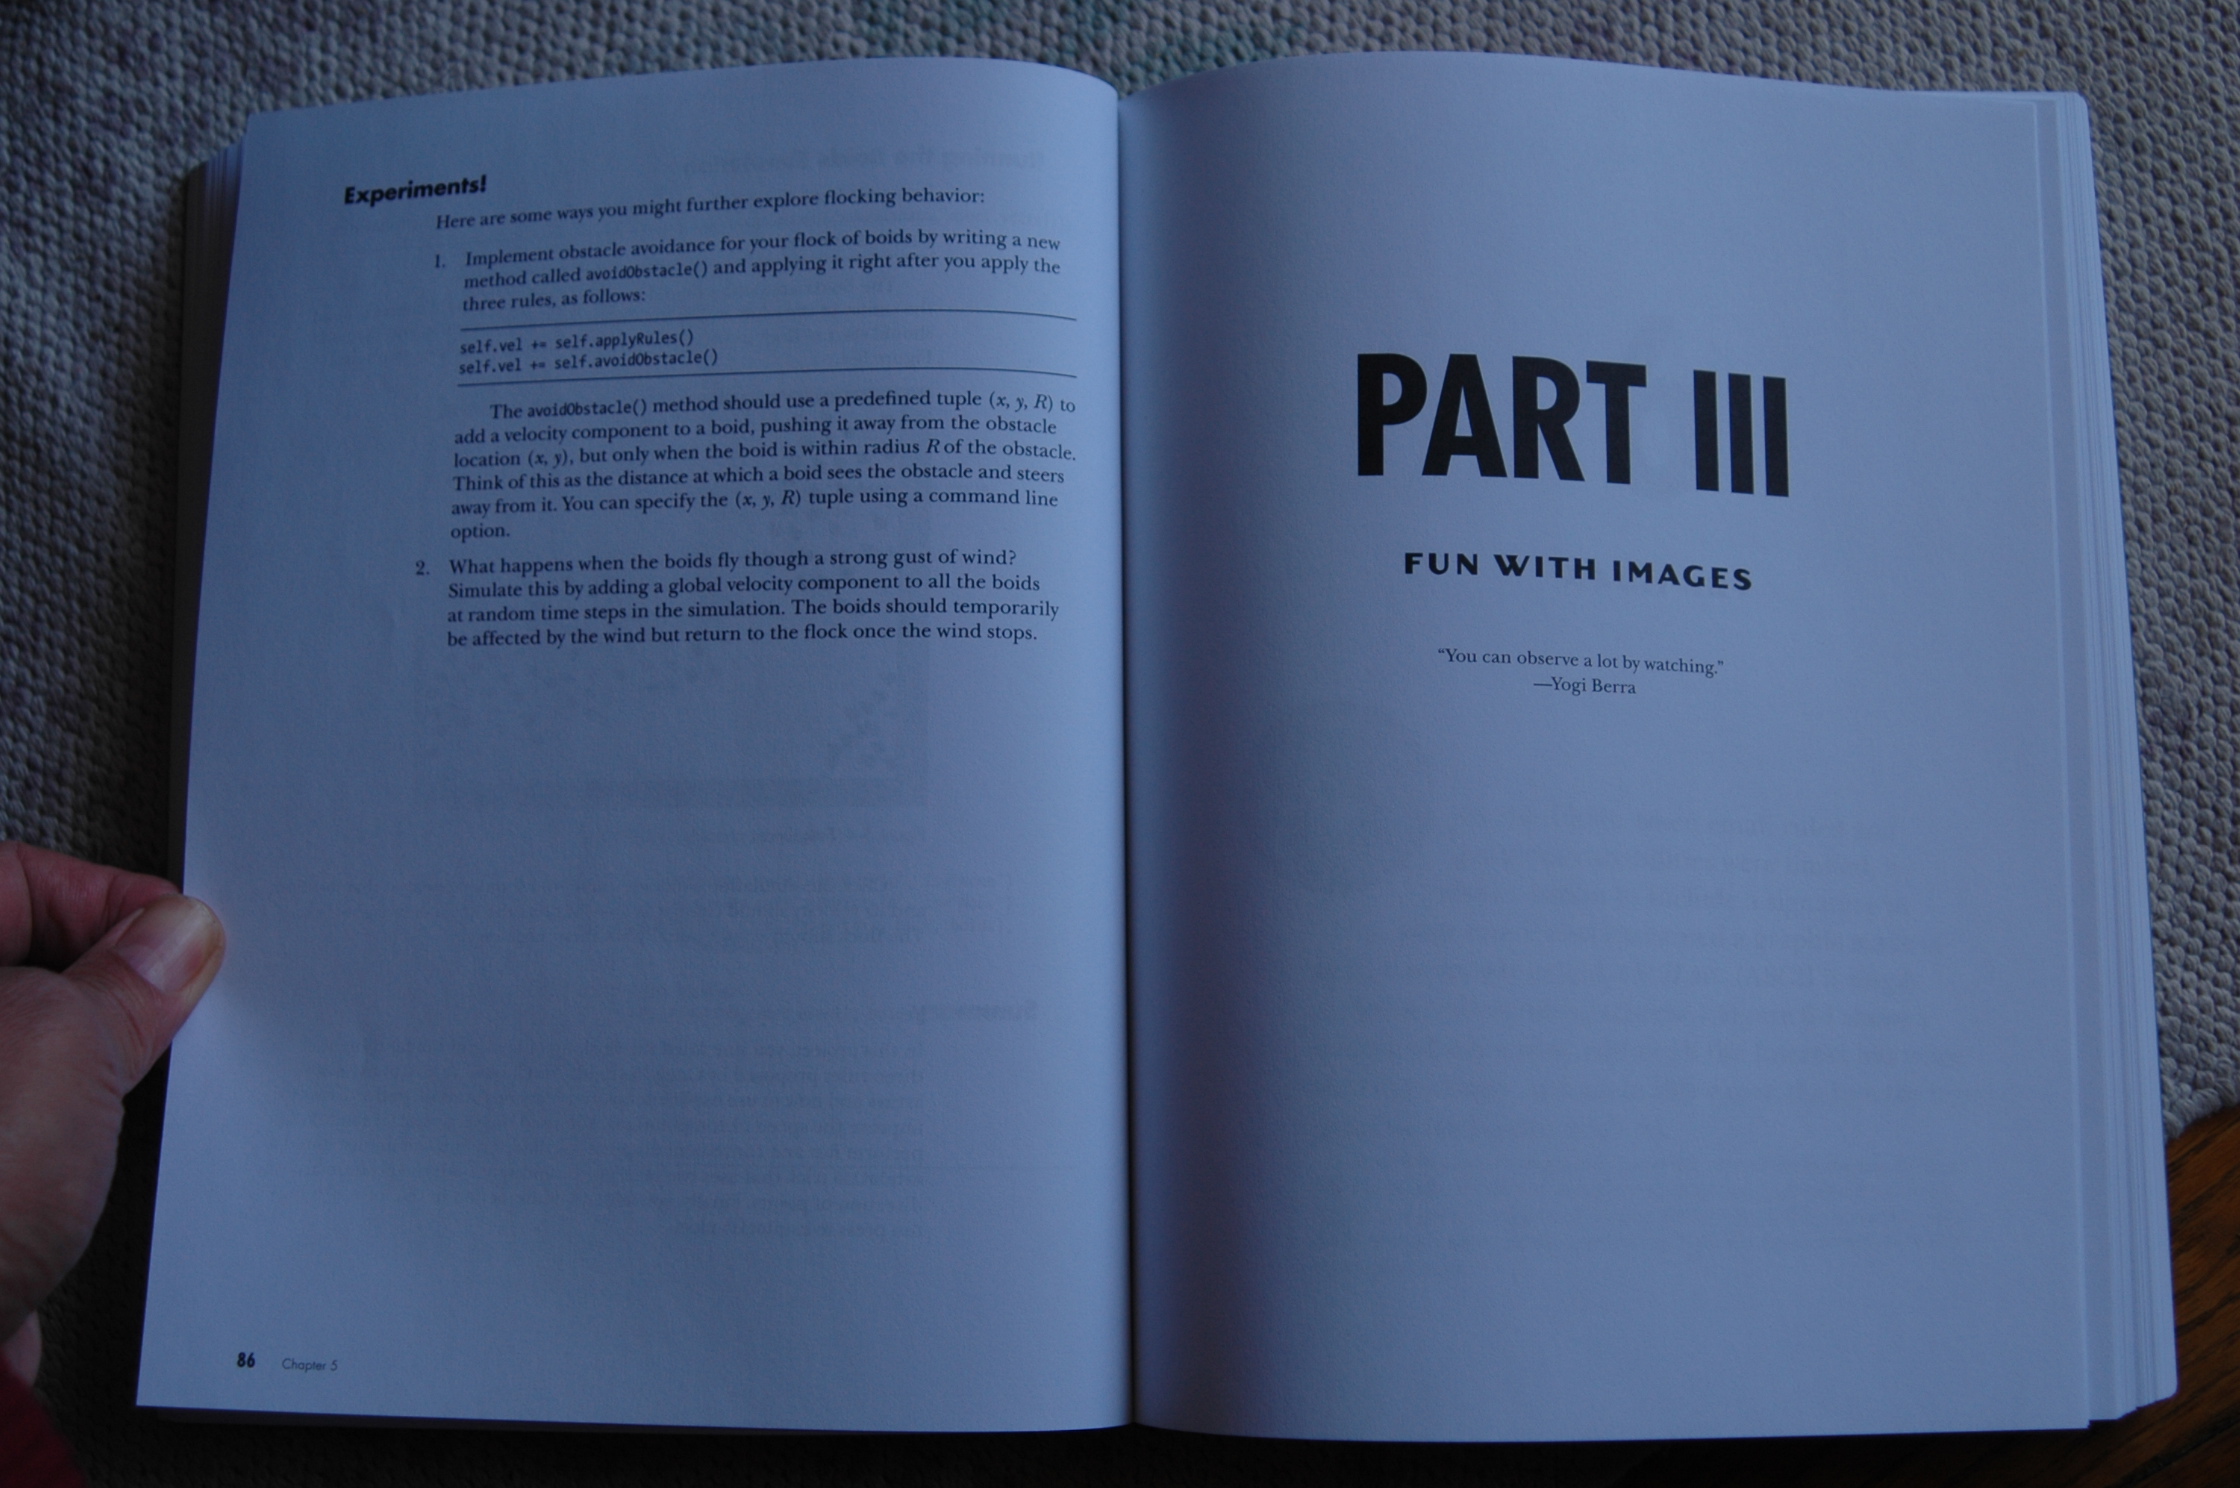 Experiments!
Here are some ways you might further explore flocking behavior:
1. Implement obstacle avoidance for your flock of boids by writing a new
method called avoidObstacle() and applying it right after you apply the
three rules, as follows:
self.vel += self.applyRules()
self.vel += self.avoidObstacle()
The avoidObstacle() method should use a predefined tuple (x, y, R) to
add a velocity component to a boid, pushing it away from the obstacle
location (x, y), but only when the boid is within radius R of the obstacle.
Think of this as the distance at which a boid sees the obstacle and steers
away from it. You can specify the (x, y, R) tuple using a command line
option.
2. What happens when the boids fly though a strong gust of wind?
Simulate this by adding a global velocity component to all the boids
at random time steps in the simulation. The boids should temporarily
be affected by the wind but return to the flock once the wind stops.
86 Chapter 5
PART III
FUN WITH IMAGES
“You can observe a lot by watching.”
—Yogi Berra